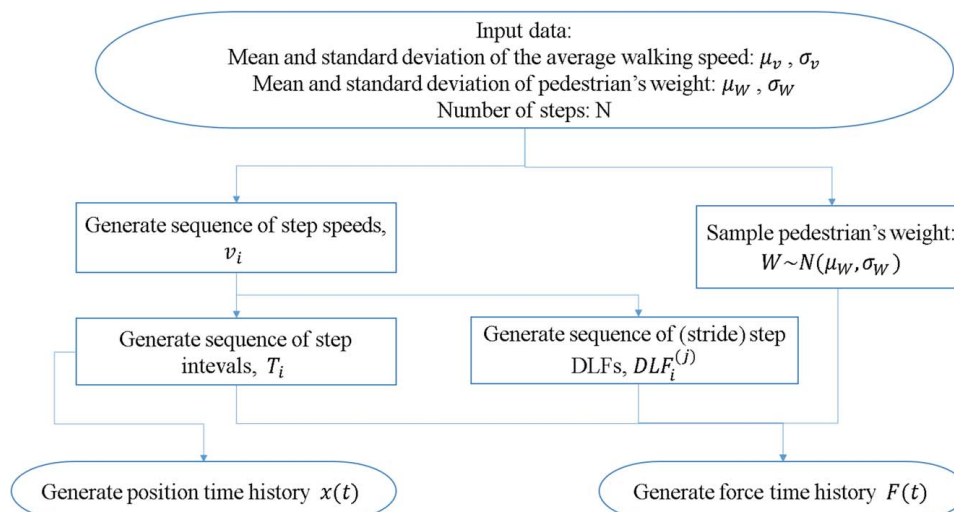 Input data:
Mean and standard deviation of the average walking speed: μ_v , σ_v
Mean and standard deviation of pedestrian's weight: μ_W , σ_W
Number of steps: N
Generate sequence of step speeds,
v_i
Sample pedestrian's weight:
W~N(μ_W,σ_W)
Generate sequence of step
intevals, T_i
Generate sequence of (stride) step
DLFs, DLF_i^(j)
Generate position time history x(t)
Generate force time history F(t)